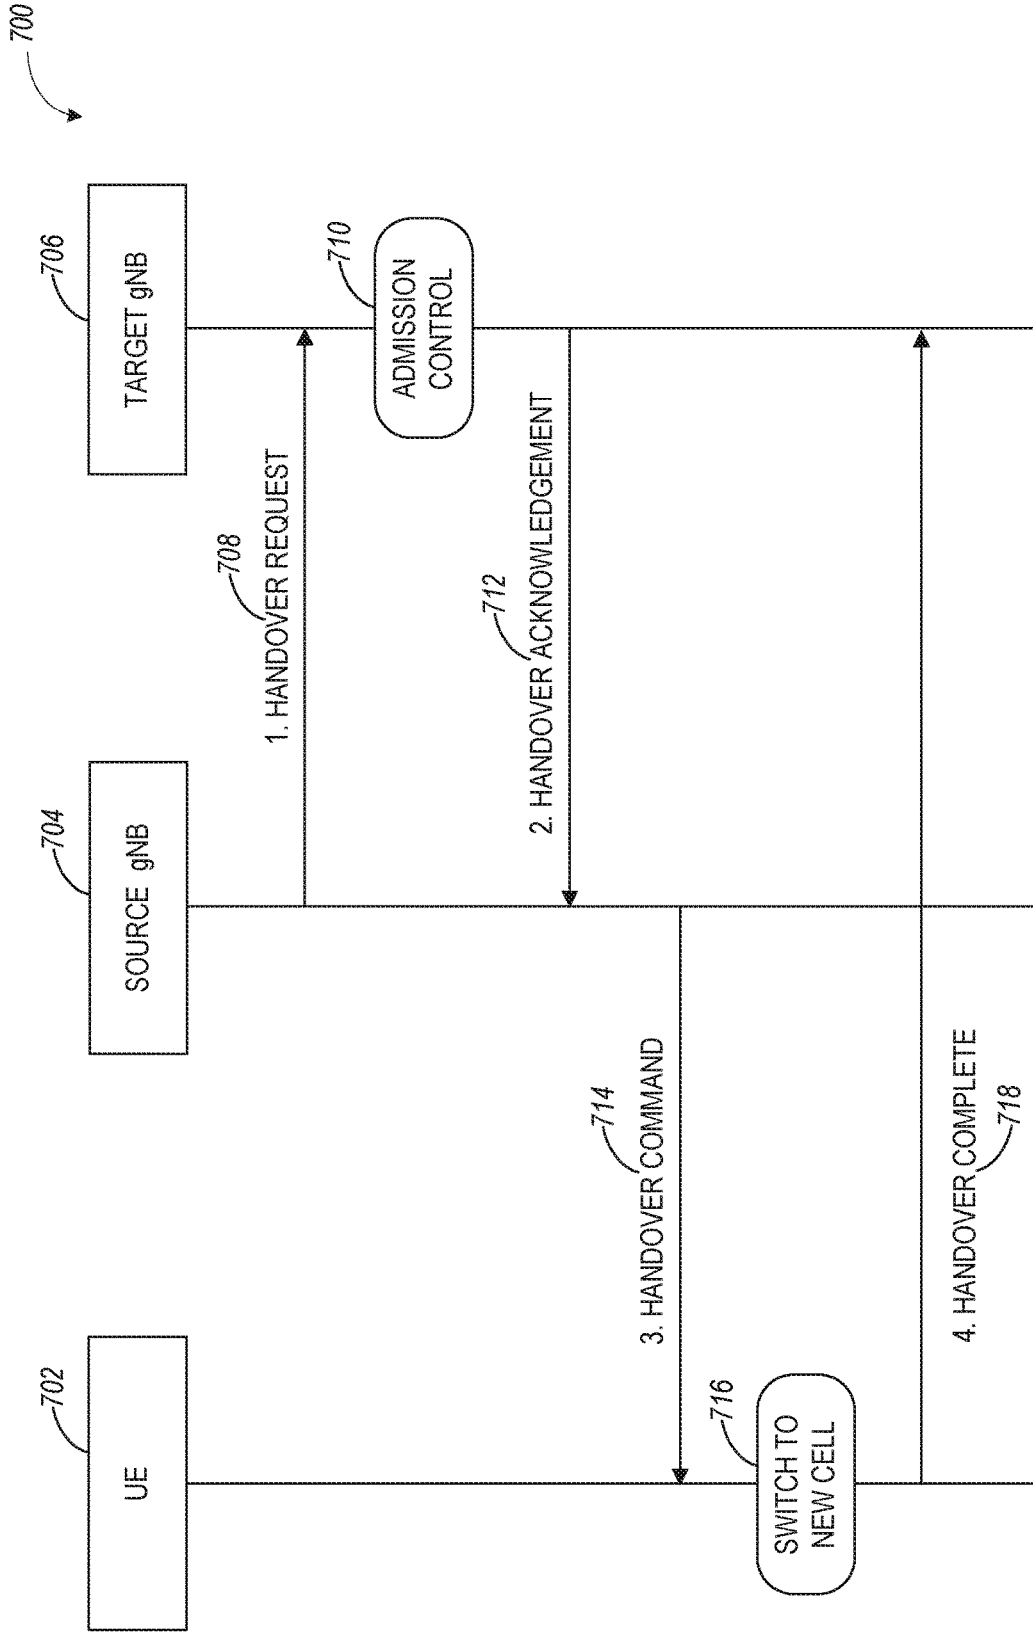 700
702
704
706
UE
SOURCE gNB
TARGET gNB
708
1. HANDOVER REQUEST
710
ADMISSION
CONTROL
712
2. HANDOVER ACKNOWLEDGEMENT
714
3. HANDOVER COMMAND
716
SWITCH TO
NEW CELL
4. HANDOVER COMPLETE
718